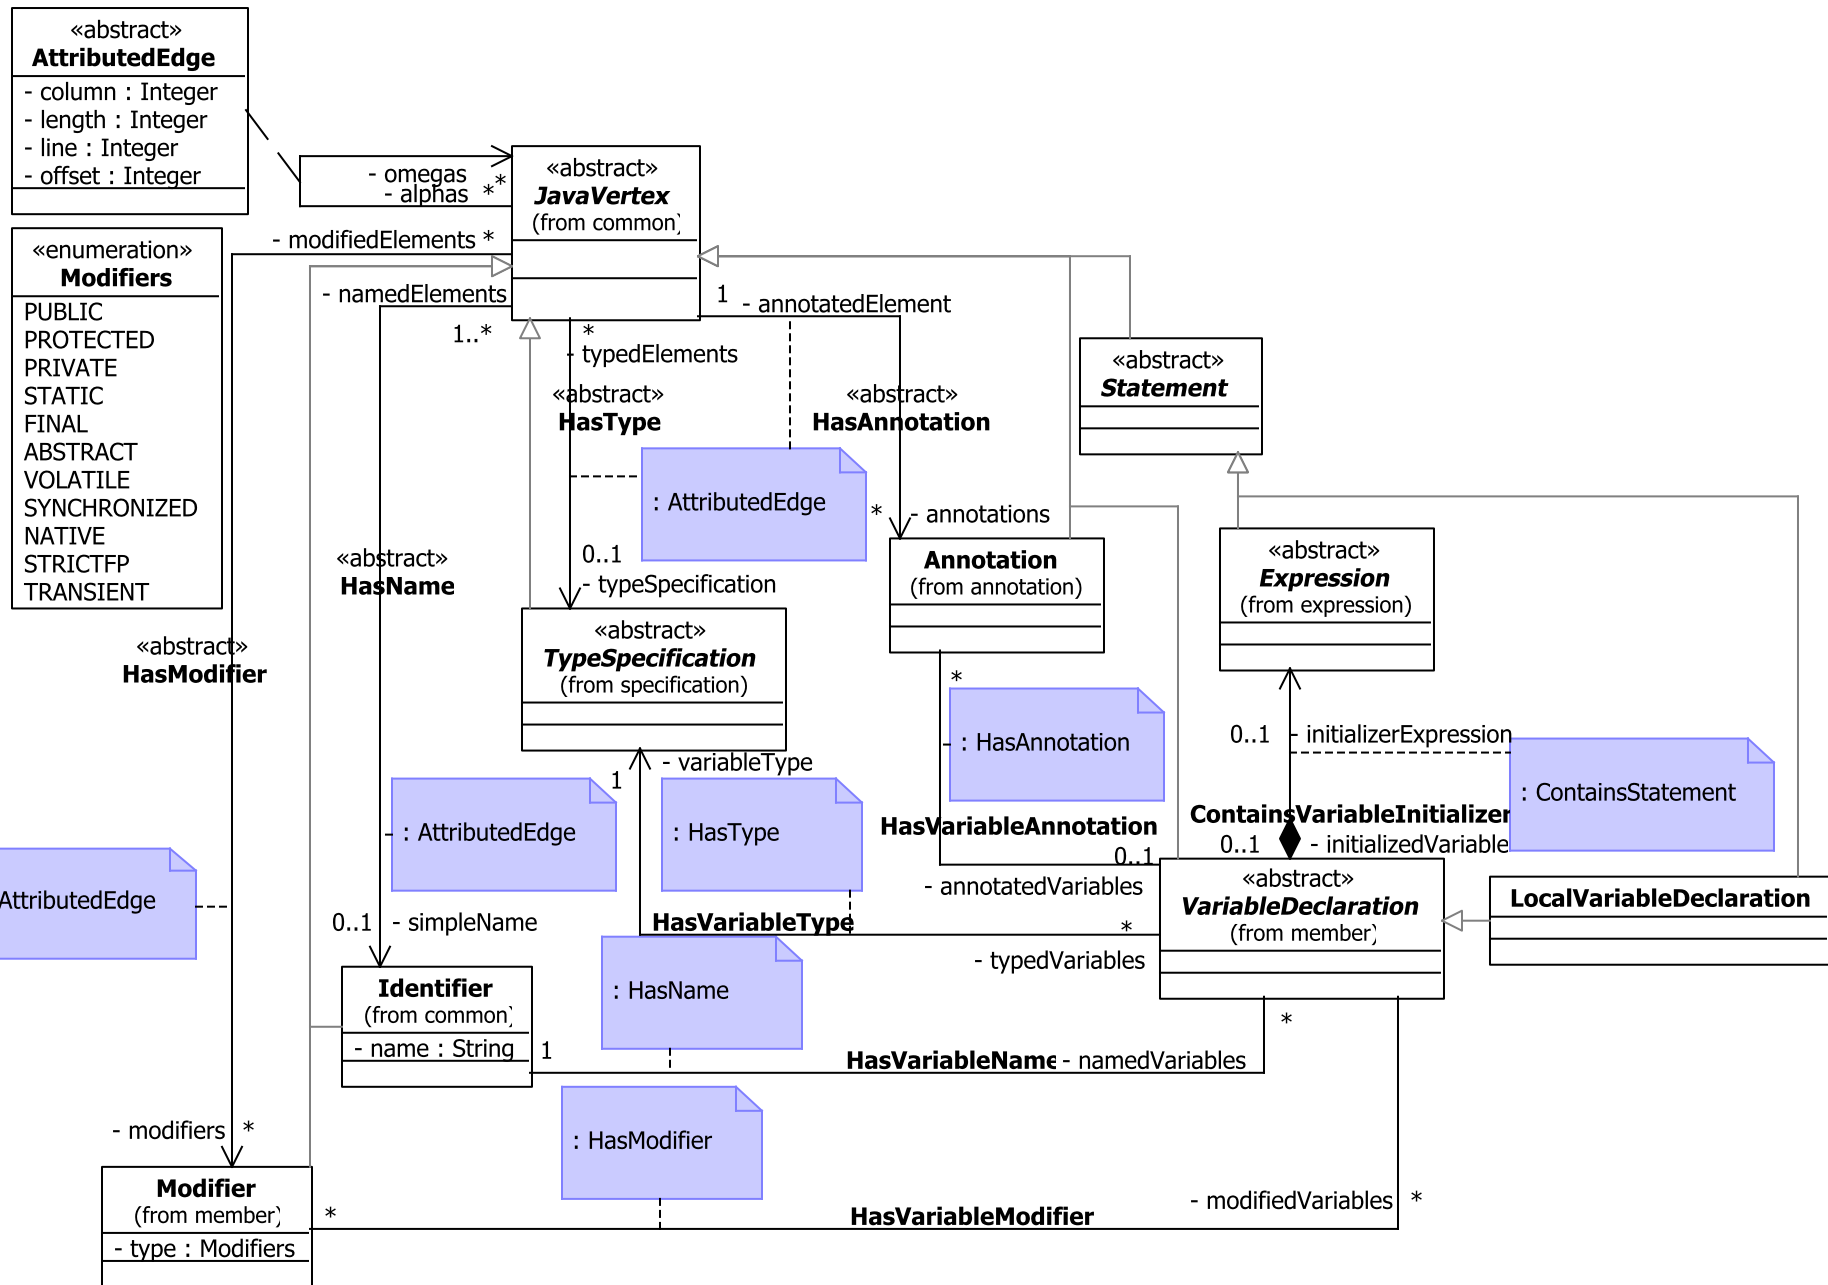 «abstract»
AttributedEdge
- column : Integer
- length : Integer
- line : Integer
- offset : Integer
- omegas
*
- alphas *
«abstract»
JavaVertex
(from common)
- modifiedElements *
«enumeration»
Modifiers
PUBLIC
PROTECTED
PRIVATE
STATIC
FINAL
ABSTRACT
VOLATILE
SYNCHRONIZED
NATIVE
STRICTFP
TRANSIENT
- namedElements
1..*
*
- typedElements
1 - annotatedElement
«abstract»
HasType
«abstract»
HasAnnotation
«abstract»
Statement
: AttributedEdge
* - annotations
0..1
- typeSpecification
«abstract»
HasName
«abstract»
HasModifier
Annotation
(from annotation)
«abstract»
Expression
(from expression)
«abstract»
TypeSpecification
(from specification)
*
: HasAnnotation
0..1 - initializerExpression
: ContainsStatement
- variableType
1
: AttributedEdge
: HasType
HasVariableAnnotation
ContainsVariableInitializer
0..1 - initializedVariable
0..1
- annotatedVariables
AttributedEdge
0..1 - simpleName
HasVariableType
*
- typedVariables
«abstract»
VariableDeclaration
(from member)
LocalVariableDeclaration
: HasName
Identifier
(from common)
- name : String
1
HasVariableName - namedVariables
*
- modifiers *
: HasModifier
Modifier
(from member)
- type : Modifiers
*
HasVariableModifier
- modifiedVariables *